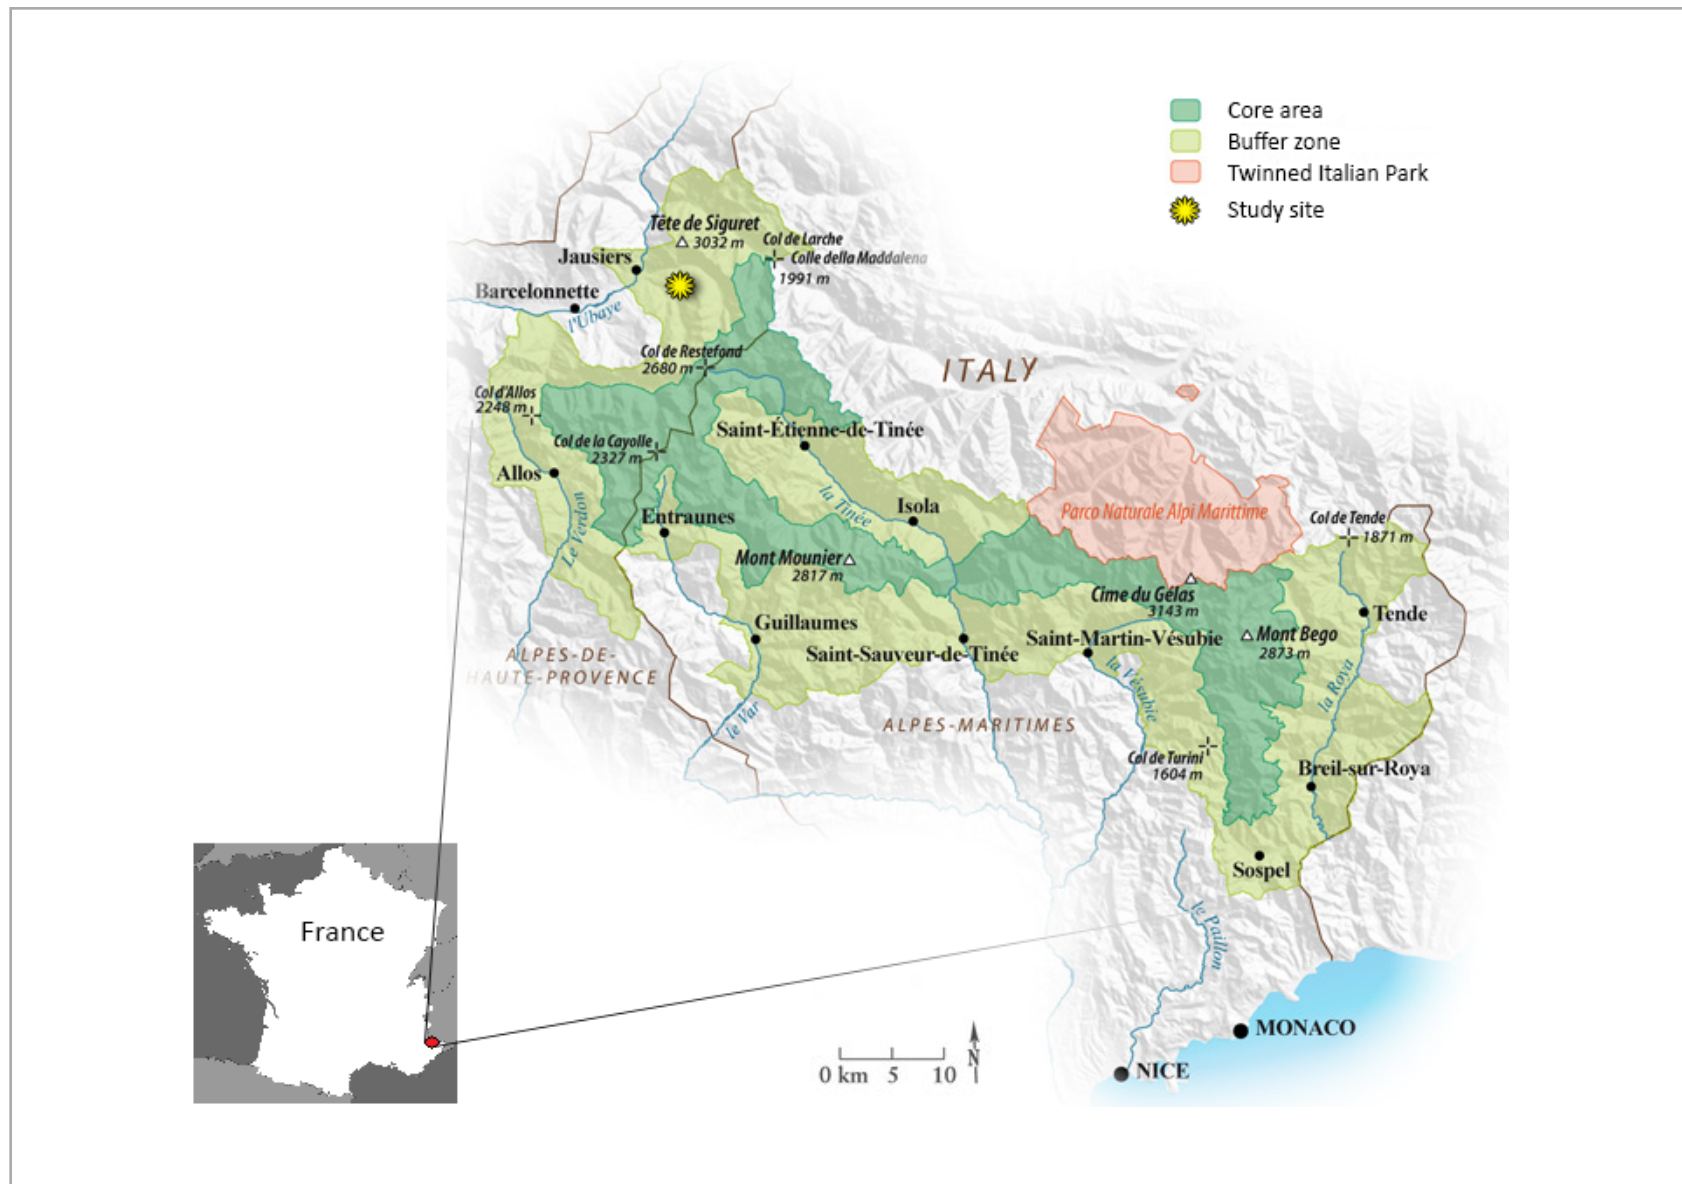 Core area
Buffer zone
Twinned Italian Park
Study site
Tête de Siguret
3032 m
Col de Larche
Colle della Maddalena
1991 m
Jausiers
Barcelonnette
l'Ubaye
Col de Restefond
2680 m
ITALY
Col d'Allos
2248 m
Saint-Étienne-de-Tinée
Col de la Cayolle
2327 m
Allos
la Tinée
Isola
Parco Naturale Alpi Marittime
Col de Tende
1871 m
Le Verdon
Entraunes
Mont Mounier
2817 m
Cime du Gélas
3143 m
Tende
Guillaumes
Saint-Martin-Vésubie
Mont Bego
2873 m
Saint-Sauveur-de-Tinée
ALPES-DE-
HAUTE-PROVENCE
la Vésubie
la Roya
le Var
ALPES-MARITIMES
Col de Turini
1604 m
Breil-sur-Roya
Sospel
France
le Paillon
MONACO
NICE
0 km 5 10
N